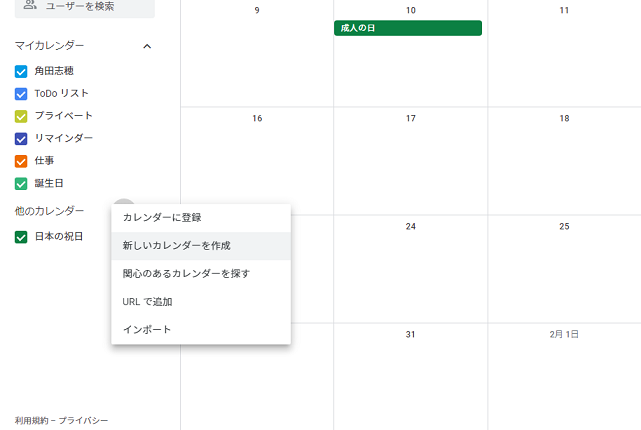 ユーザーを検索
マイカレンダー
角田志穂
ToDo リスト
プライベート
リマインダー
仕事
誕生日
他のカレンダー
日本の祝日
カレンダーに登録
新しいカレンダーを作成
関心のあるカレンダーを探す
URL で追加
インポート
利用規約 – プライバシー
9 10 11
成人の日
16 17 18
24 25
31 2月 1日